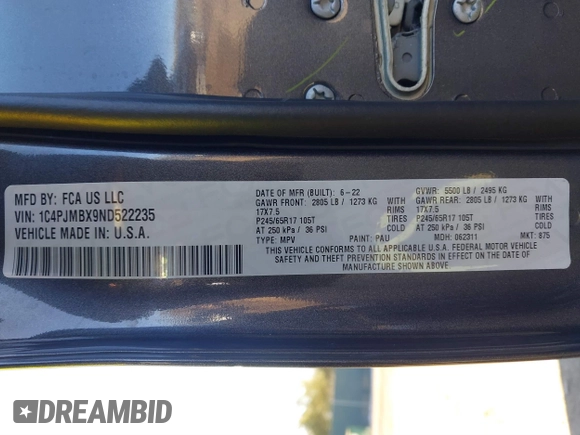 MFD BY: FCA US LLC
VIN: 1C4PJMBX9ND522235
VEHICLE MADE IN: U.S.A.
DATE OF MFR (BUILT): 6-22
GAWR FRONT: 2805 LB / 1273 KG
17X7.5
P245/65R17 105T
AT 250 kPa / 36 PSI
TYPE: MPV
GVWR: 5500 LB / 2495 KG
GAWR REAR: 2805 LB / 1273 KG
RIMS 17X7.5
TIRES P245/65R17 105T
COLD AT 250 kPa / 36 PSI
RIMS
TIRES
COLD
PAINT: PAU MDH: 062311 MKT: 875
THIS VEHICLE CONFORMS TO ALL APPLICABLE U.S.A. FEDERAL MOTOR VEHICLE
SAFETY AND THEFT PREVENTION STANDARDS IN EFFECT ON THE DATE OF
MANUFACTURE SHOWN ABOVE
DREAMBID